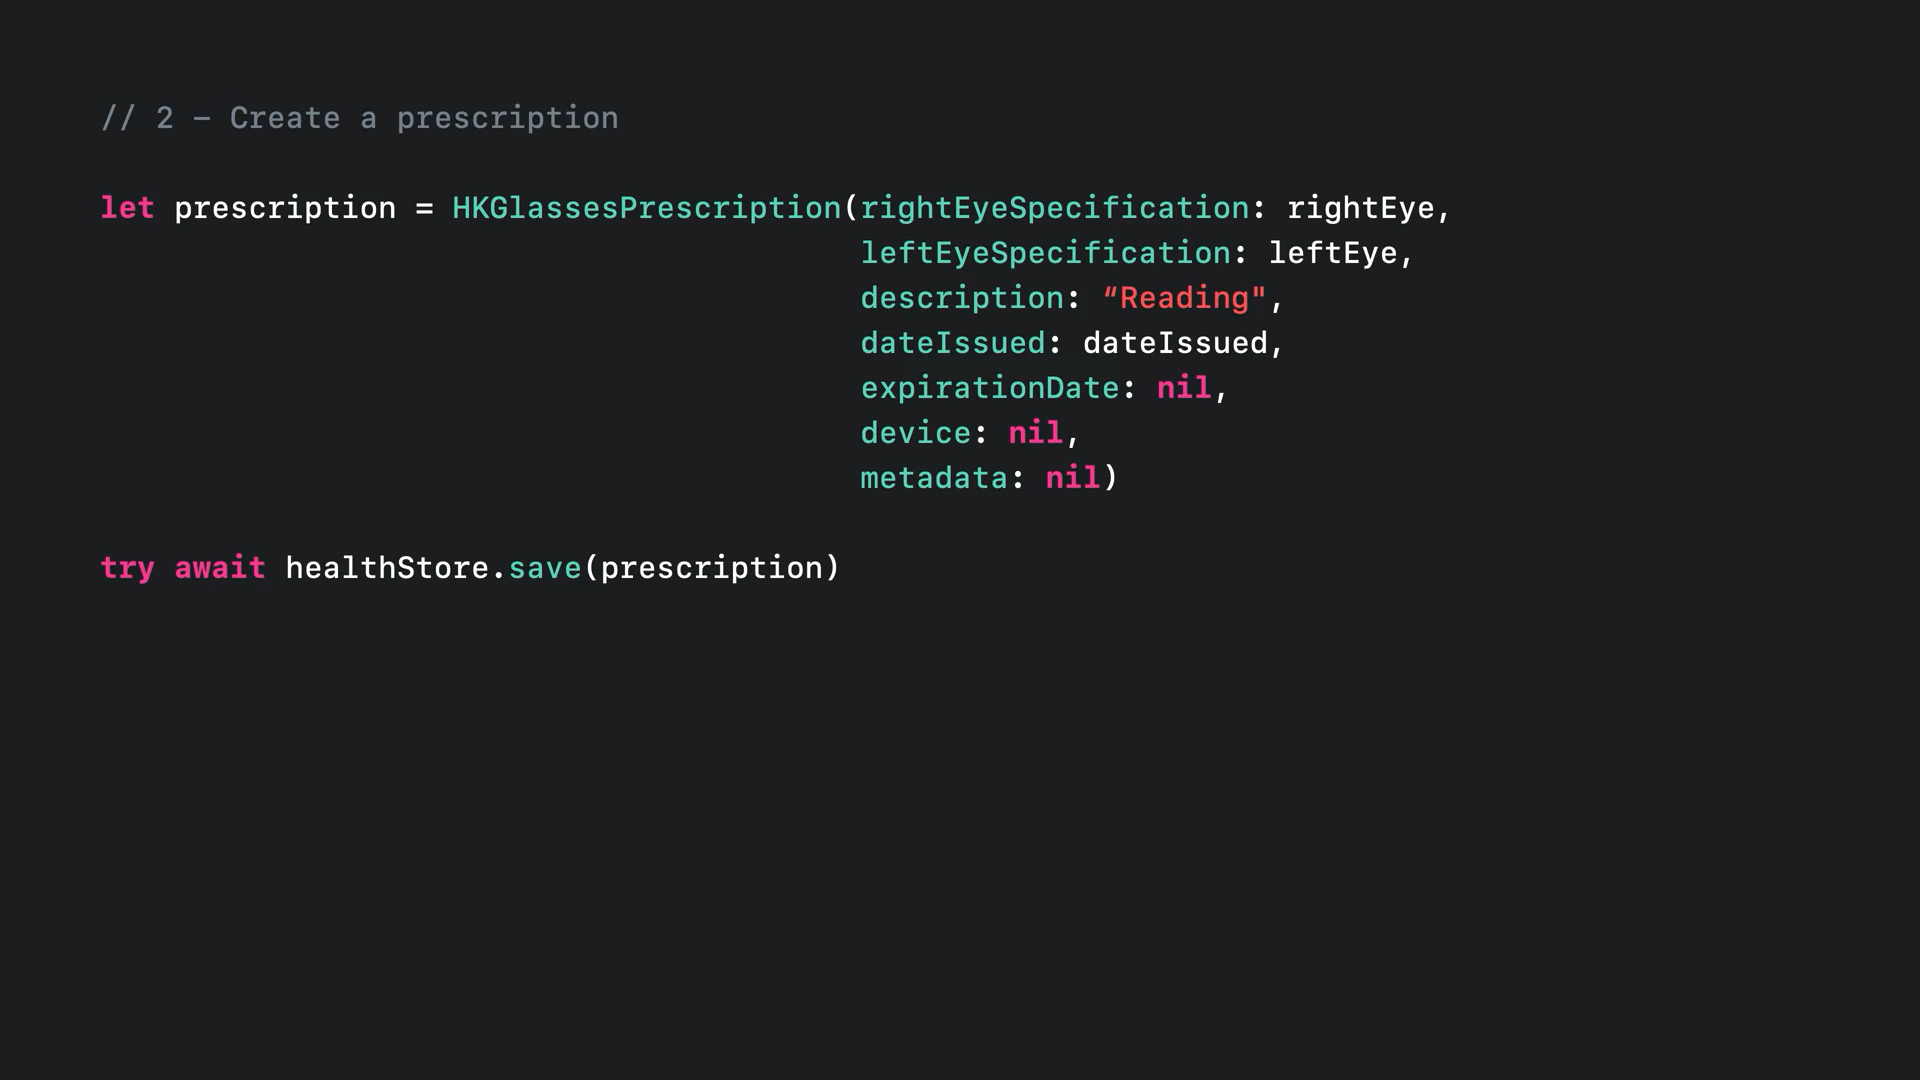 // 2 – Create a prescription
let prescription = HKGlassesPrescription(rightEyeSpecification: rightEye,
leftEyeSpecification: leftEye,
description: “Reading",
dateIssued: dateIssued,
expirationDate: nil,
device: nil,
metadata: nil)
try await healthStore.save(prescription)